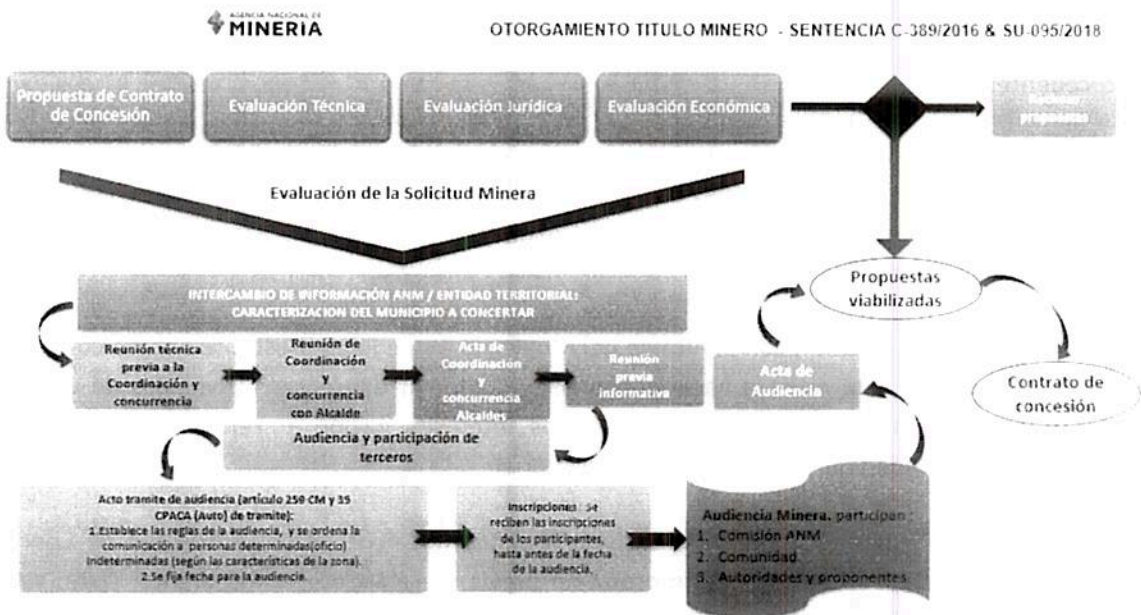 AGENCIA NACIONAL DE
MINERÍA
OTORGAMIENTO TITULO MINERO - SENTENCIA C-389/2016 & SU-095/2018
Propuesta de Contrato
de Concesión
Evaluación Técnica
Evaluación Jurídica
Evaluación Económica
propuestas
Evaluación de la Solicitud Minera
INTERCAMBIO DE INFORMACIÓN ANM / ENTIDAD TERRITORIAL:
CARACTERIZACION DEL MUNICIPIO A CONCERTAR
Propuestas
viabilizadas
Reunión técnica
previa a la
Coordinación y
concurrencia
Reunión de
Coordinación
y
concurrencia
con Alcalde
Acta de
Coordinación
y
concurrencia
Alcaldes
Reunión
previa
informativa
Acta de
Audiencia
Contrato de
concesión
Audiencia y participación de
terceros
Acto tramite de audiencia (artículo 259 CM y 35
CPACA (Auto) de tramite):
1.Establece las reglas de la audiencia, y se ordena la
comunicación a personas determinadas(oficio)
Indeterminadas (según las características de la zona).
2.Se fija fecha para la audiencia.
Inscripciones: Se
reciben las inscripciones
de los participantes,
hasta antes de la fecha
de la audiencia.
Audiencia Minera. participan :
1. Comisión ANM
2. Comunidad.
3. Autoridades y proponentes